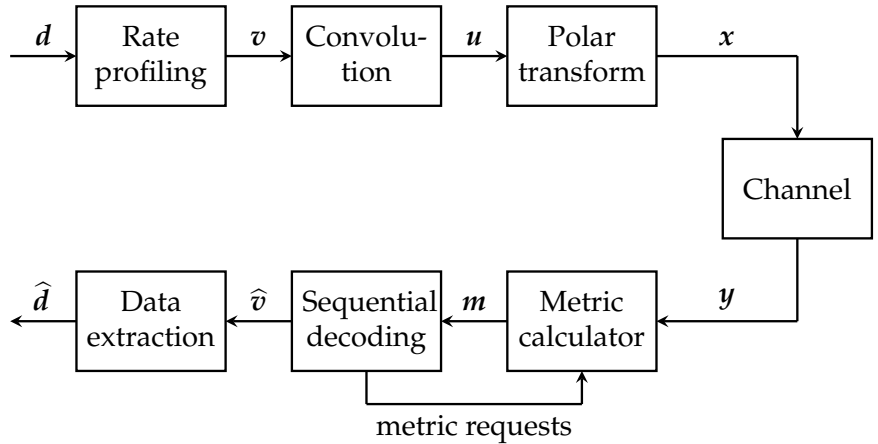 d
Rate
profiling
v
Convolu-
tion
u
Polar
transform
x
Channel
y
Metric
calculator
m
Sequential
decoding
v̂
Data
extraction
d̂
metric requests